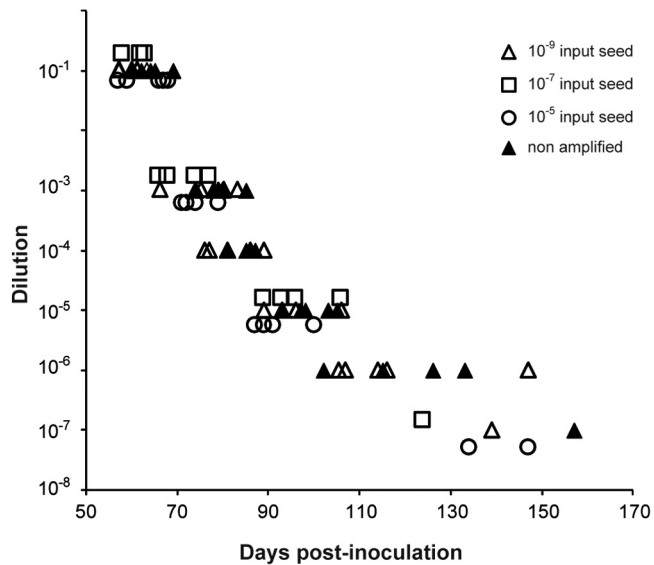 10⁻⁹ input seed
10⁻⁷ input seed
10⁻⁵ input seed
non amplified
Dilution
10⁻¹
10⁻³
10⁻⁴
10⁻⁵
10⁻⁶
10⁻⁷
10⁻⁸
50 70 90 110 130 150 170
Days post-inoculation